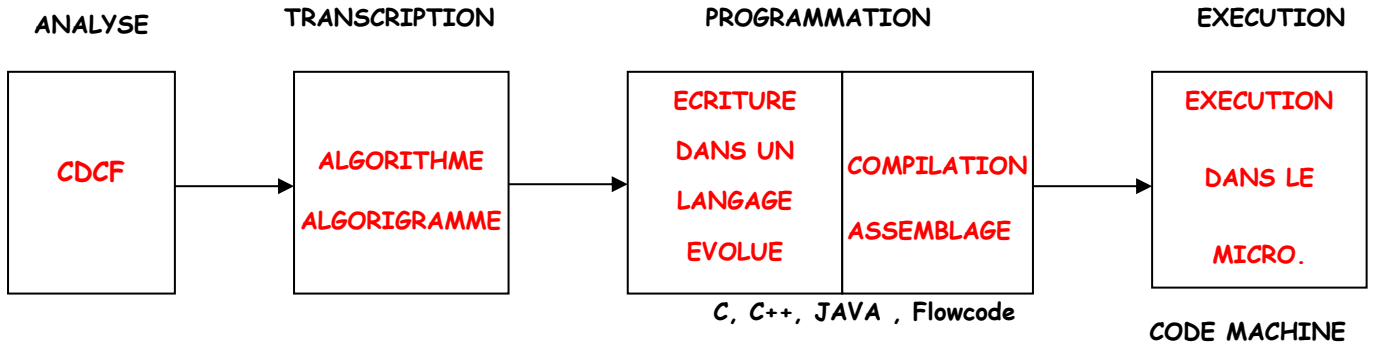 ANALYSE
TRANSCRIPTION
PROGRAMMATION
EXECUTION
CDCF
ALGORITHME
ALGORIGRAMME
ECRITURE
DANS UN
LANGAGE
EVOLUE
COMPILATION
ASSEMBLAGE
EXECUTION
DANS LE
MICRO.
C, C++, JAVA , Flowcode
CODE MACHINE